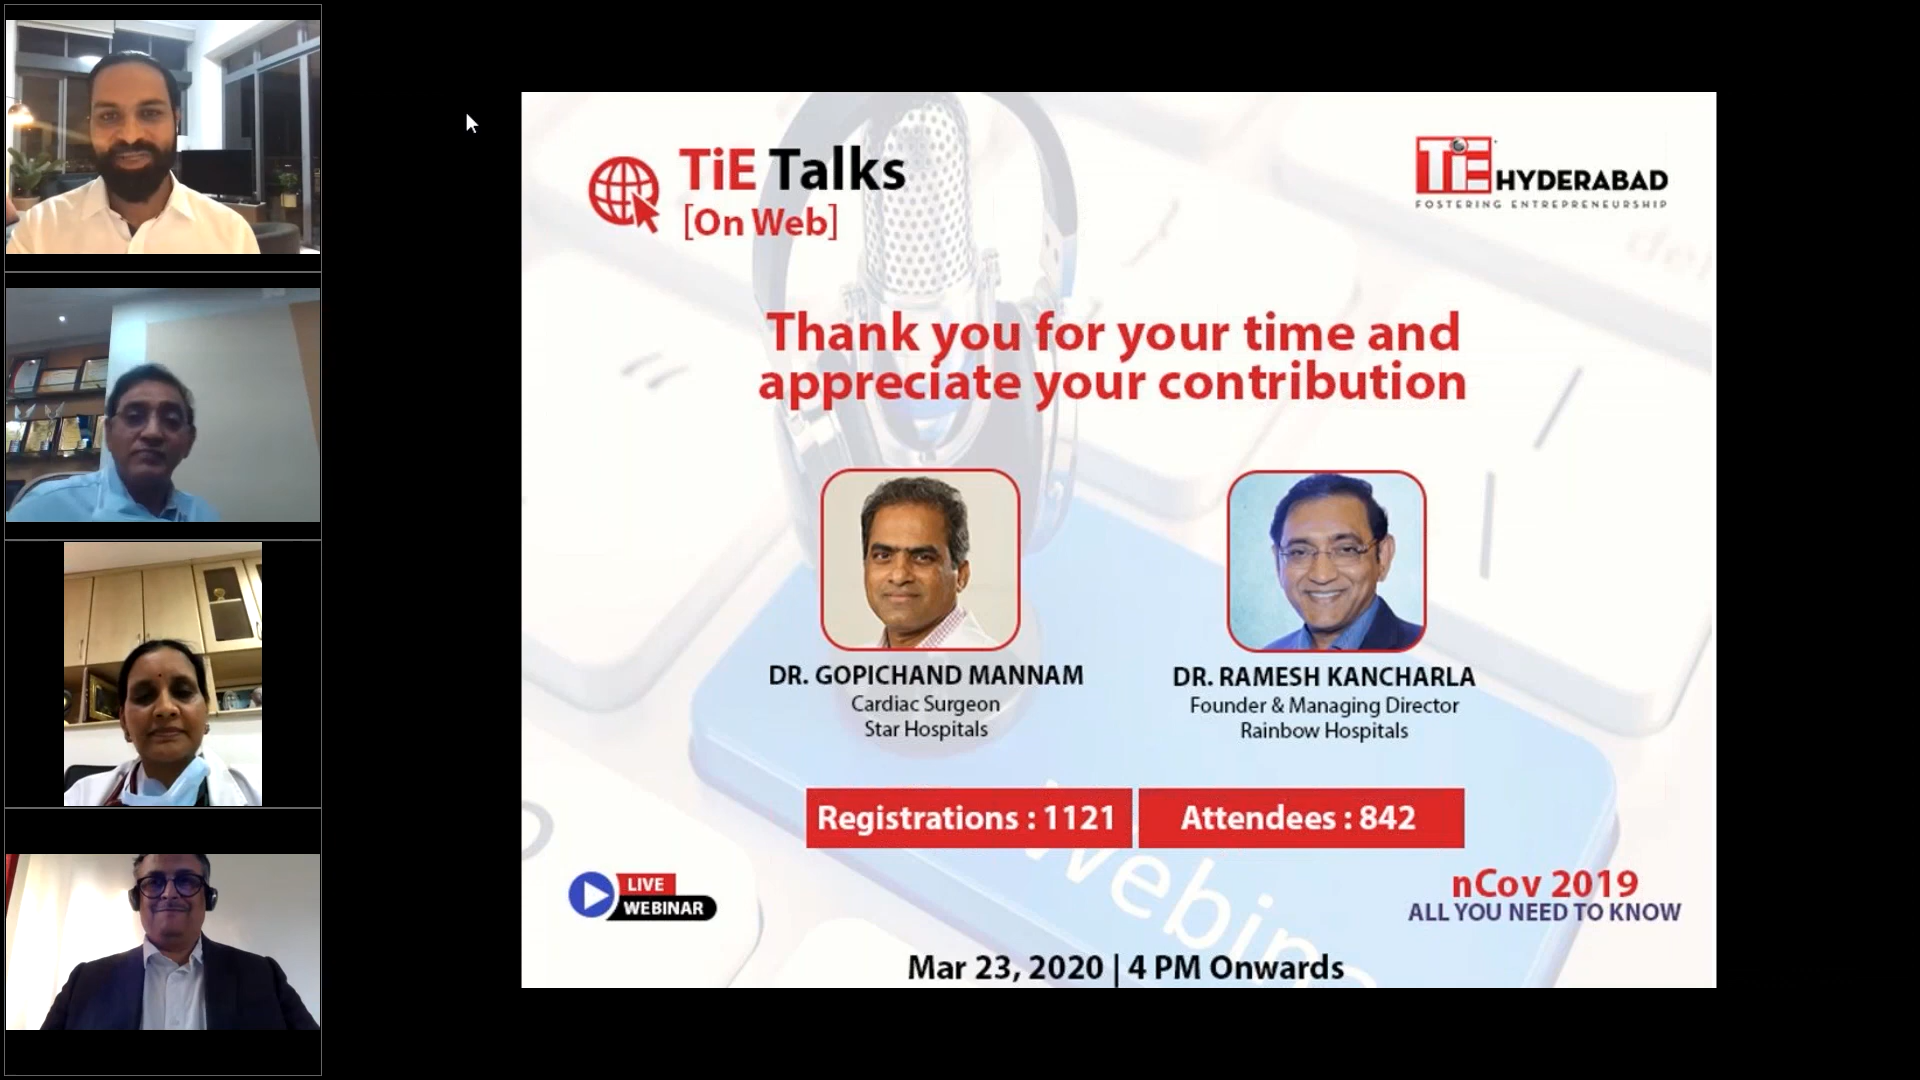 TiE Talks
[On Web]
TiE HYDERABAD
FOSTERING ENTREPRENEURSHIP
Thank you for your time and
appreciate your contribution
DR. GOPICHAND MANNAM
Cardiac Surgeon
Star Hospitals
DR. RAMESH KANCHARLA
Founder & Managing Director
Rainbow Hospitals
Registrations : 1121
Attendees : 842
Webinar
LIVE
WEBINAR
nCov 2019
ALL YOU NEED TO KNOW
Mar 23, 2020 | 4 PM Onwards